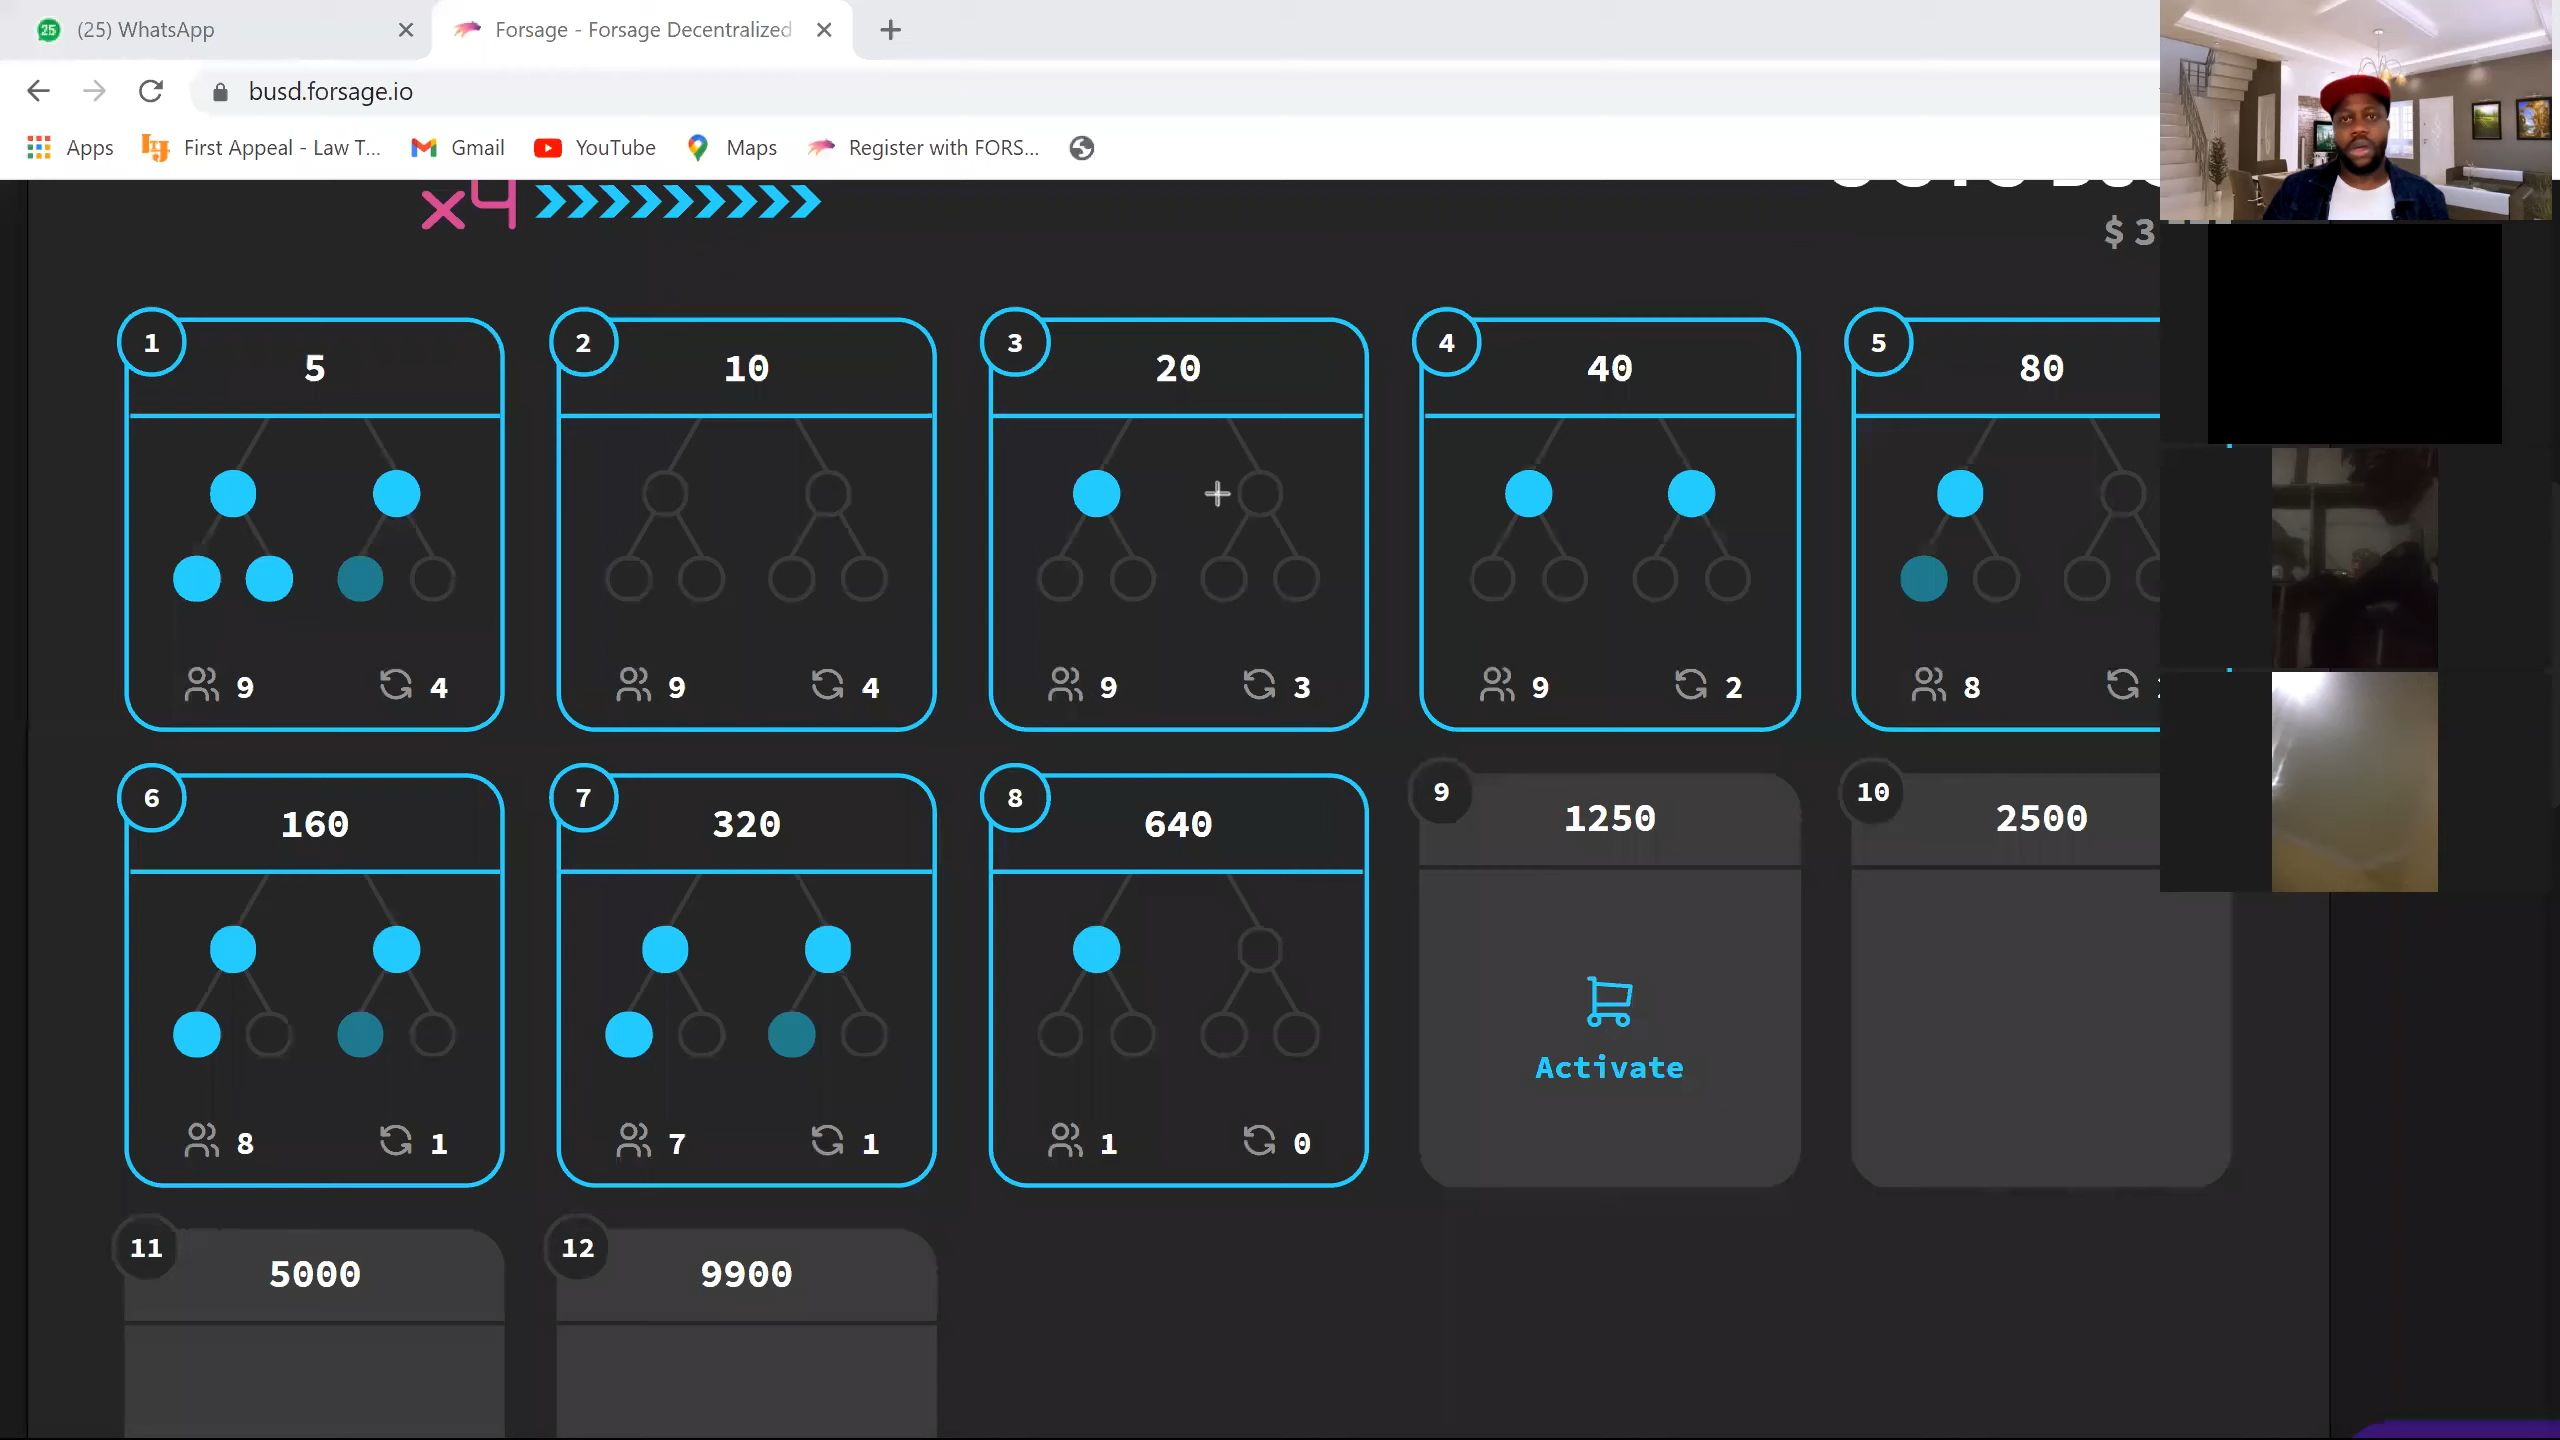 25 (25) WhatsApp
Forsage - Forsage Decentralized
busd.forsage.io
Apps
First Appeal - Law T...
Gmail
YouTube
Maps
Register with FORS...
x4
$ 3
1 5
2 10
3 20
4 40
5 80
9 4
9 4
9 3
9 2
8
6 160
7 320
8 640
9 1250
10 2500
Activate
8 1
7 1
1 0
11 5000
12 9900